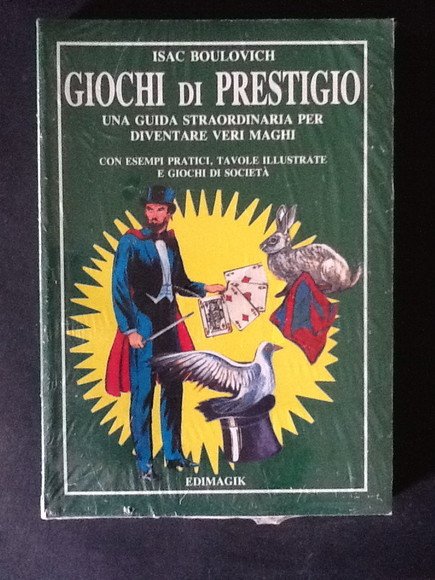 ISAC BOULOVICH
GIOCHI DI PRESTIGIO
UNA GUIDA STRAORDINARIA PER
DIVENTARE VERI MAGHI
CON ESEMPI PRATICI, TAVOLE ILLUSTRATE
E GIOCHI DI SOCIETÀ
EDIMAGIK